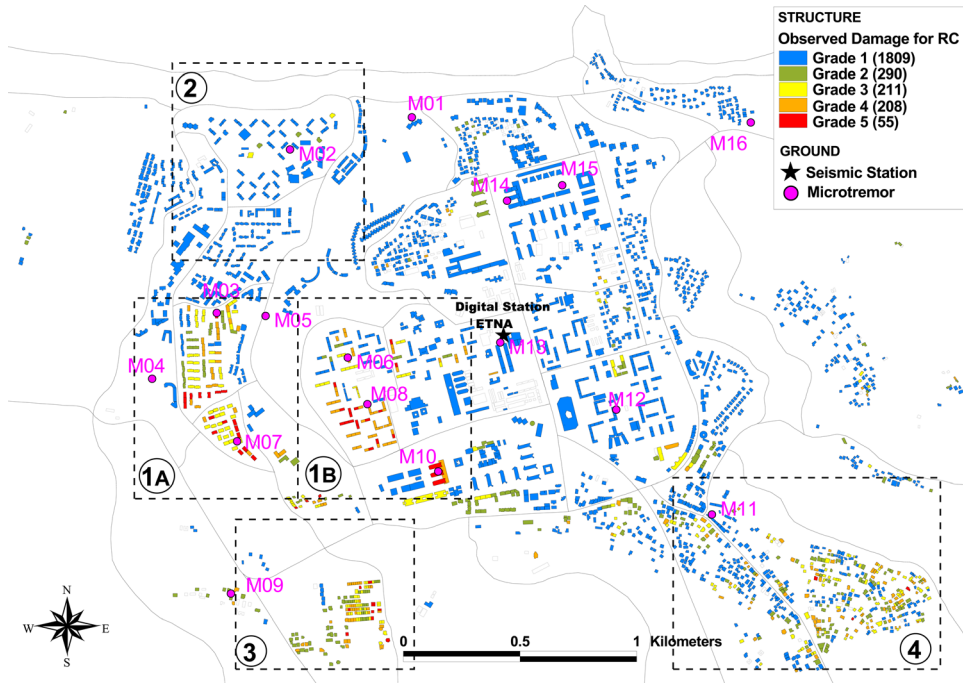 STRUCTURE
Observed Damage for RC
Grade 1 (1809)
Grade 2 (290)
Grade 3 (211)
Grade 4 (208)
Grade 5 (55)
GROUND
Seismic Station
Microtremor
2
M01
M02
M16
M15
M14
M03
M05
Digital Station
ETNA
M13
M04
M06
M08
M12
M07
M10
1A
1B
M11
M09
N
W E
S
3
0 0.5 1 Kilometers
4